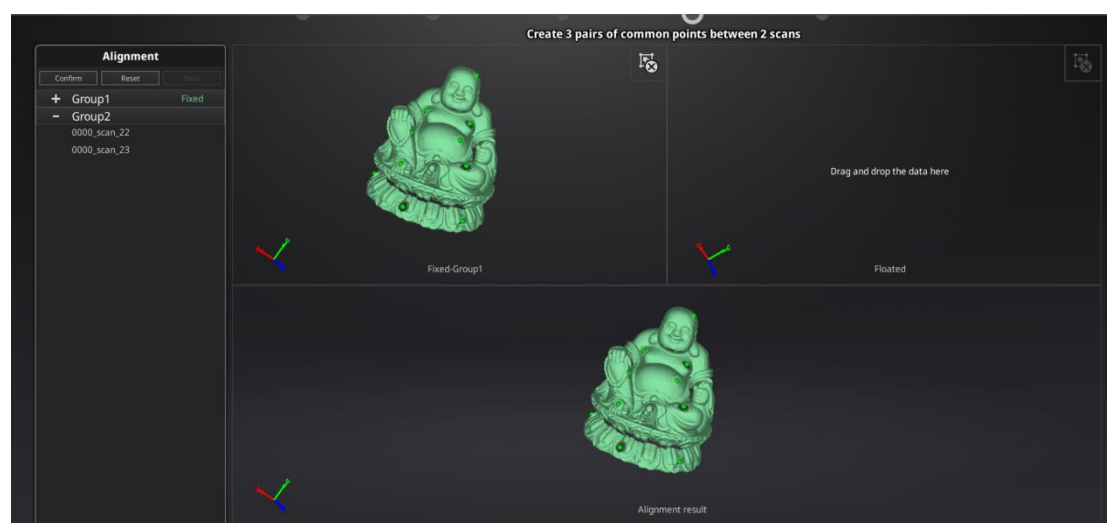 Create 3 pairs of common points between 2 scans
Alignment
Confirm Reset Next
+ Group1 Fixed
- Group2
0000_scan_22
0000_scan_23
Drag and drop the data here
Fixed-Group1
Floated
Alignment result